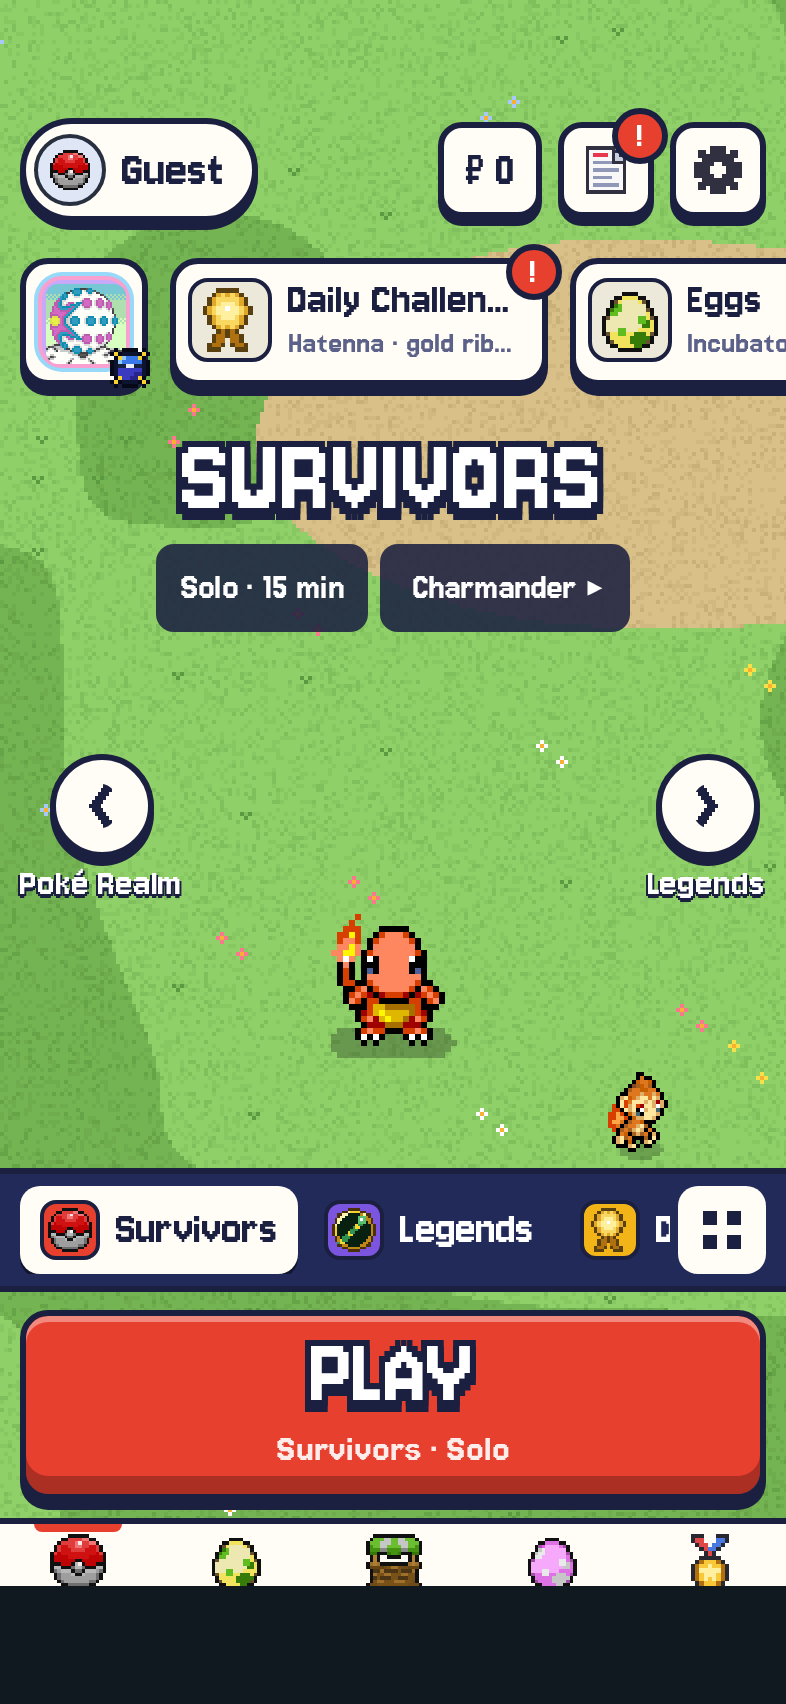 Guest
₽ 0
!
Daily Challen...
Hatenna · gold rib...
!
Eggs
Incubato
SURVIVORS
Solo · 15 min
Charmander ▸
Poké Realm
Legends
Survivors
Legends
PLAY
Survivors · Solo